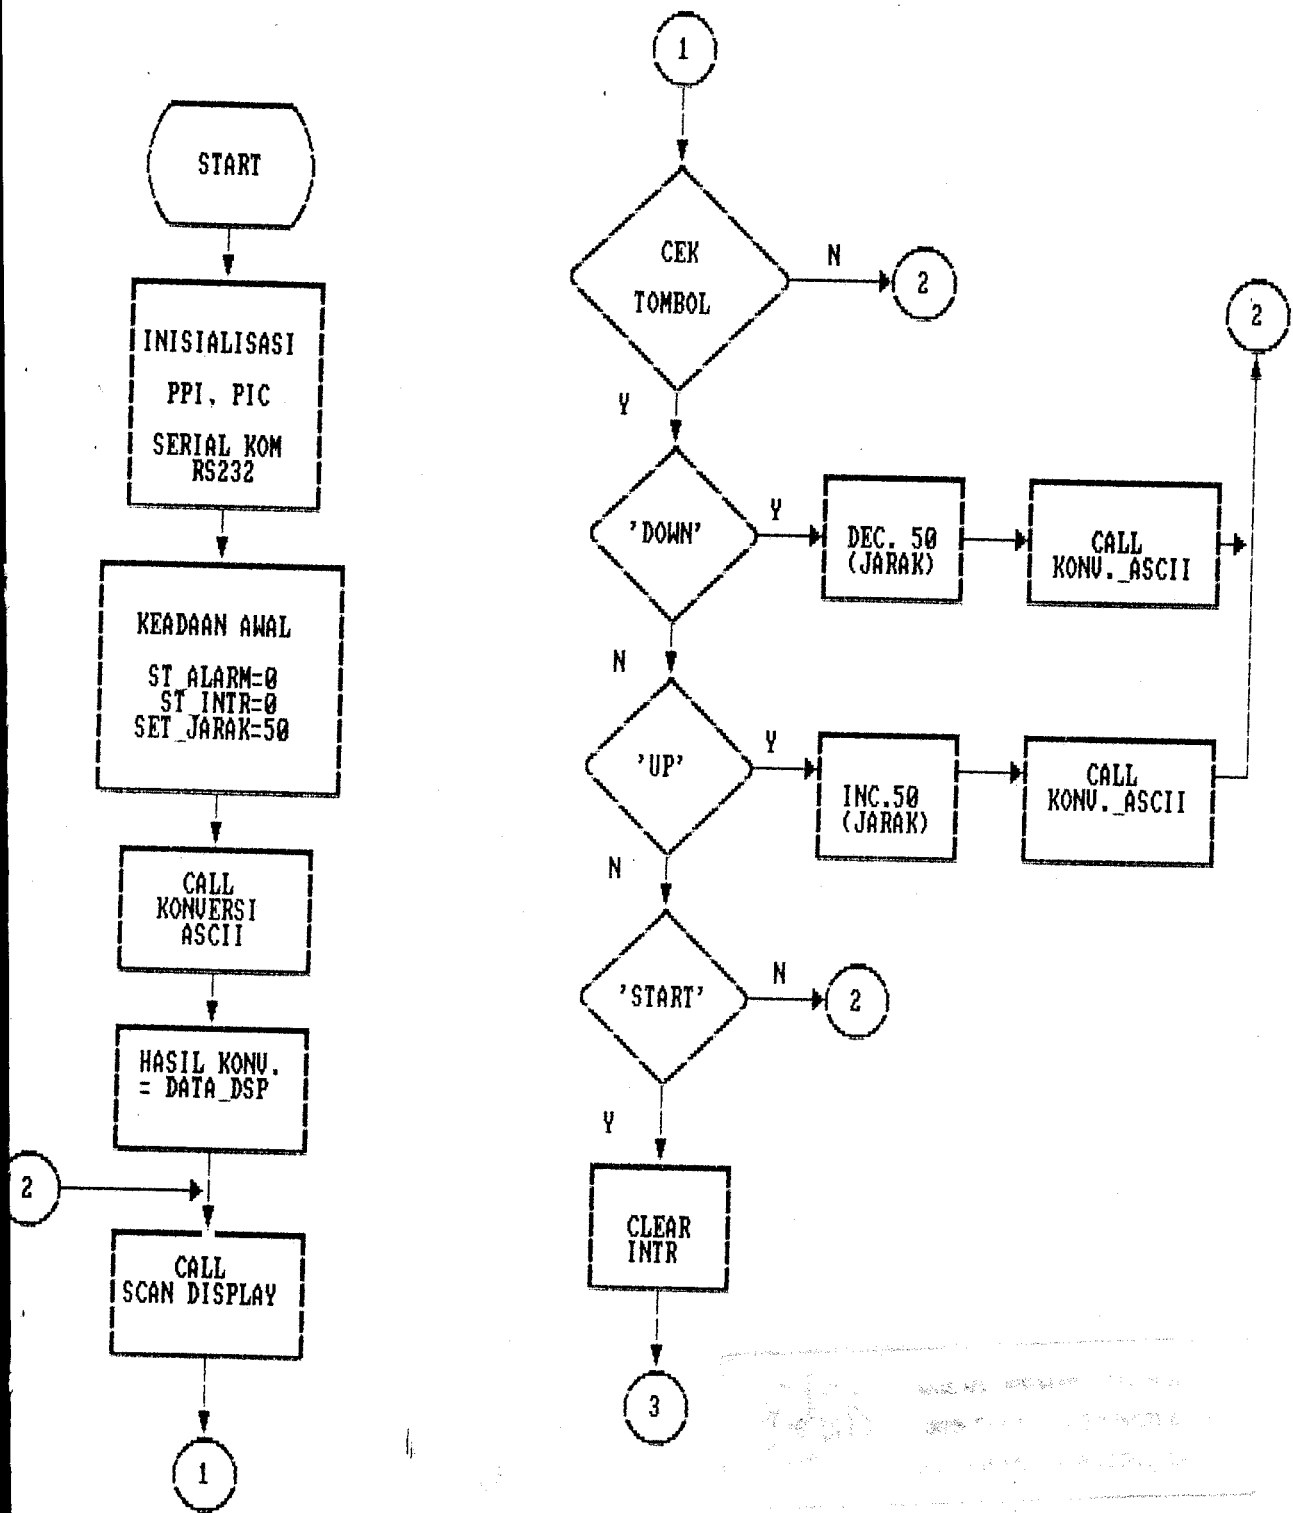 START
INISIALISASI
PPI, PIC
SERIAL KOM
RS232
KEADAAN AWAL
ST_ALARM=0
ST_INTR=0
SET_JARAK=50
CALL
KONVERSI
ASCII
HASIL KONV.
= DATA_DSP
2
CALL
SCAN DISPLAY
1
1
CEK
TOMBOL
N
2
2
Y
'DOWN'
Y
DEC. 50
(JARAK)
CALL
KONV._ASCII
N
'UP'
Y
INC.50
(JARAK)
CALL
KONV._ASCII
N
'START'
N
2
Y
CLEAR
INTR
3